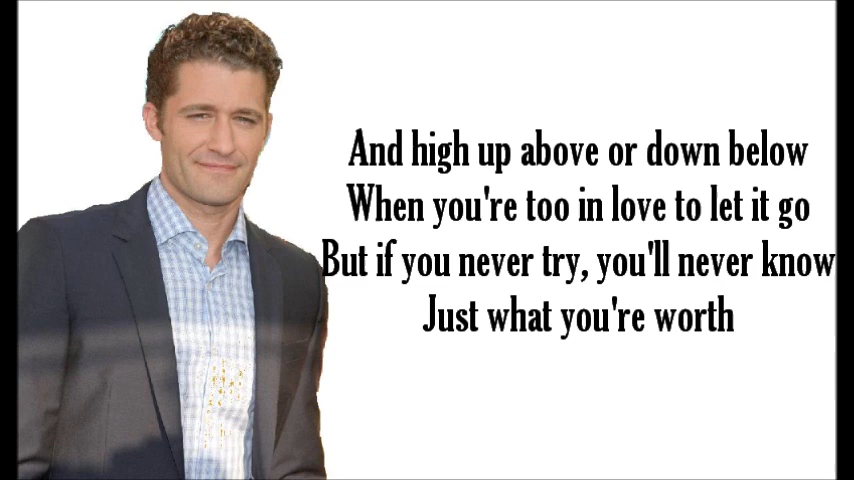 And high up above or down below
When you're too in love to let it go
But if you never try, you'll never know
Just what you're worth